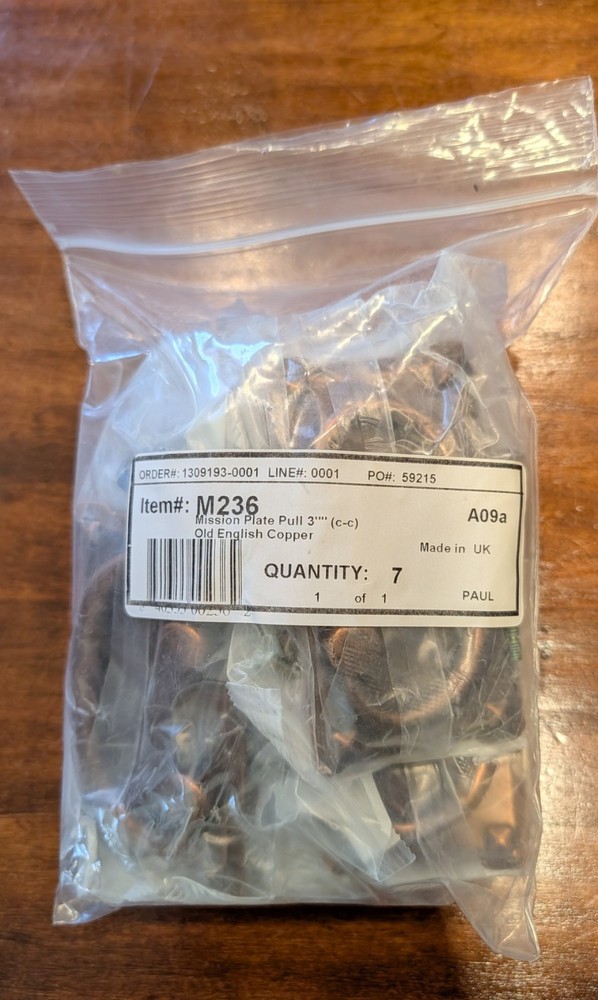 ORDER#: 1309193-0001 LINE#: 0001 PO#: 59215
Item#: M236 A09a
Mission Plate Pull 3"" (c-c)
Old English Copper
Made in UK
QUANTITY: 7
1 of 1 PAUL